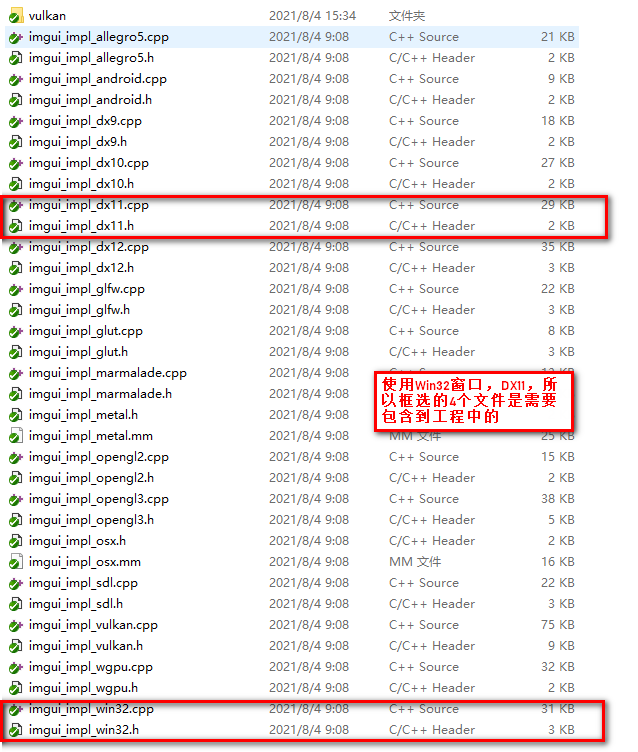 vulkan 2021/8/4 15:34 文件夹
imgui_impl_allegro5.cpp 2021/8/4 9:08 C++ Source 21 KB
imgui_impl_allegro5.h 2021/8/4 9:08 C/C++ Header 2 KB
imgui_impl_android.cpp 2021/8/4 9:08 C++ Source 9 KB
imgui_impl_android.h 2021/8/4 9:08 C/C++ Header 2 KB
imgui_impl_dx9.cpp 2021/8/4 9:08 C++ Source 18 KB
imgui_impl_dx9.h 2021/8/4 9:08 C/C++ Header 2 KB
imgui_impl_dx10.cpp 2021/8/4 9:08 C++ Source 27 KB
imgui_impl_dx10.h 2021/8/4 9:08 C/C++ Header 2 KB
imgui_impl_dx11.cpp 2021/8/4 9:08 C++ Source 29 KB
imgui_impl_dx11.h 2021/8/4 9:08 C/C++ Header 2 KB
imgui_impl_dx12.cpp 2021/8/4 9:08 C++ Source 35 KB
imgui_impl_dx12.h 2021/8/4 9:08 C/C++ Header 3 KB
imgui_impl_glfw.cpp 2021/8/4 9:08 C++ Source 22 KB
imgui_impl_glfw.h 2021/8/4 9:08 C/C++ Header 3 KB
imgui_impl_glut.cpp 2021/8/4 9:08 C++ Source 8 KB
imgui_impl_glut.h 2021/8/4 9:08 C/C++ Header 3 KB
imgui_impl_marmalade.cpp 2021/8/4 9:08
imgui_impl_marmalade.h 2021/8/4 9:08
使用Win32窗口，DX11，所
以框选的4个文件是需要
包含到工程中的
imgui_impl_metal.h 2021/8/4 9:08
imgui_impl_metal.mm 2021/8/4 9:08 MM 文件 25 KB
imgui_impl_opengl2.cpp 2021/8/4 9:08 C++ Source 15 KB
imgui_impl_opengl2.h 2021/8/4 9:08 C/C++ Header 2 KB
imgui_impl_opengl3.cpp 2021/8/4 9:08 C++ Source 38 KB
imgui_impl_opengl3.h 2021/8/4 9:08 C/C++ Header 5 KB
imgui_impl_osx.h 2021/8/4 9:08 C/C++ Header 2 KB
imgui_impl_osx.mm 2021/8/4 9:08 MM 文件 16 KB
imgui_impl_sdl.cpp 2021/8/4 9:08 C++ Source 22 KB
imgui_impl_sdl.h 2021/8/4 9:08 C/C++ Header 3 KB
imgui_impl_vulkan.cpp 2021/8/4 9:08 C++ Source 75 KB
imgui_impl_vulkan.h 2021/8/4 9:08 C/C++ Header 9 KB
imgui_impl_wgpu.cpp 2021/8/4 9:08 C++ Source 32 KB
imgui_impl_wgpu.h 2021/8/4 9:08 C/C++ Header 2 KB
imgui_impl_win32.cpp 2021/8/4 9:08 C++ Source 31 KB
imgui_impl_win32.h 2021/8/4 9:08 C/C++ Header 3 KB